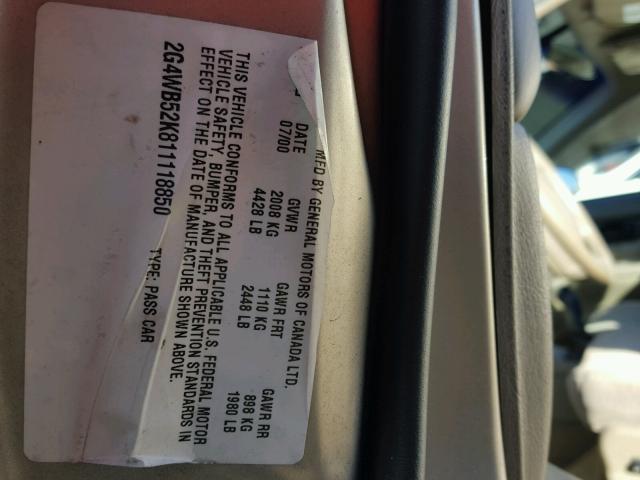 MFD BY GENERAL MOTORS OF CANADA LTD.
DATE GVWR GAWR FRT GAWR RR
07/00 2008 KG 1110 KG 898 KG
4428 LB 2448 LB 1980 LB
THIS VEHICLE CONFORMS TO ALL APPLICABLE U.S. FEDERAL MOTOR
VEHICLE SAFETY, BUMPER, AND THEFT PREVENTION STANDARDS IN
EFFECT ON THE DATE OF MANUFACTURE SHOWN ABOVE.
2G4WB52K811118850 TYPE: PASS CAR